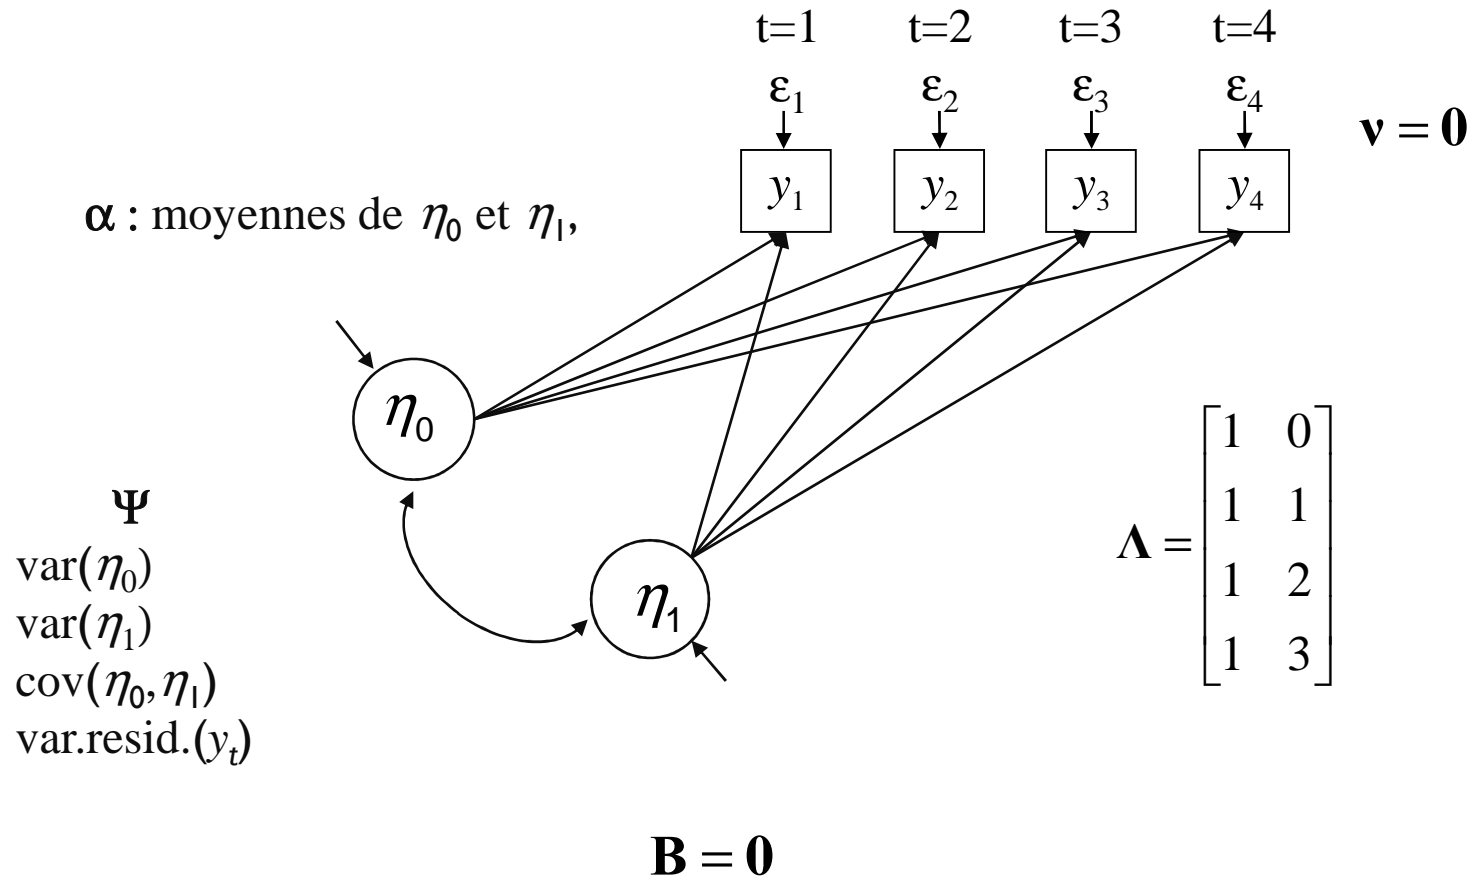 t=1 t=2 t=3 t=4
ε₁ ε₂ ε₃ ε₄
ν = 0
y₁ y₂ y₃ y₄
α : moyennes de η₀ et η₁,
η₀
Λ = [1 0
1 1
1 2
1 3]
Ψ
var(η₀)
var(η₁)
cov(η₀,η₁)
var.resid.(yₜ)
η₁
B = 0